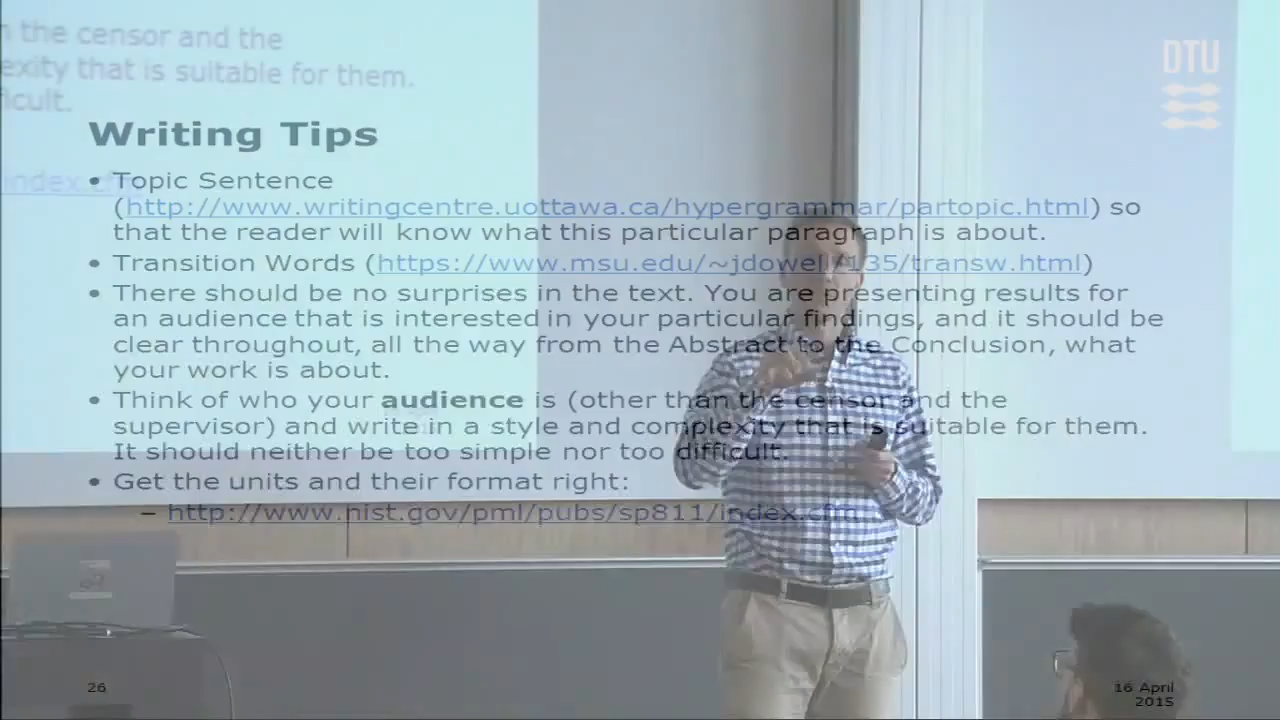 n the censor and the
exity that is suitable for them.
ficult.
DTU
Writing Tips
• Topic Sentence
(http://www.writingcentre.uottawa.ca/hypergrammar/partopic.html) so
that the reader will know what this particular paragraph is about.
• Transition Words (https://www.msu.edu/~jdowell/135/transw.html)
• There should be no surprises in the text. You are presenting results for
an audience that is interested in your particular findings, and it should be
clear throughout, all the way from the Abstract to the Conclusion, what
your work is about.
• Think of who your audience is (other than the censor and the
supervisor) and write in a style and complexity that is suitable for them.
It should neither be too simple nor too difficult.
• Get the units and their format right:
– http://www.nist.gov/pml/pubs/sp811/index.cfm
26
16 April
2015